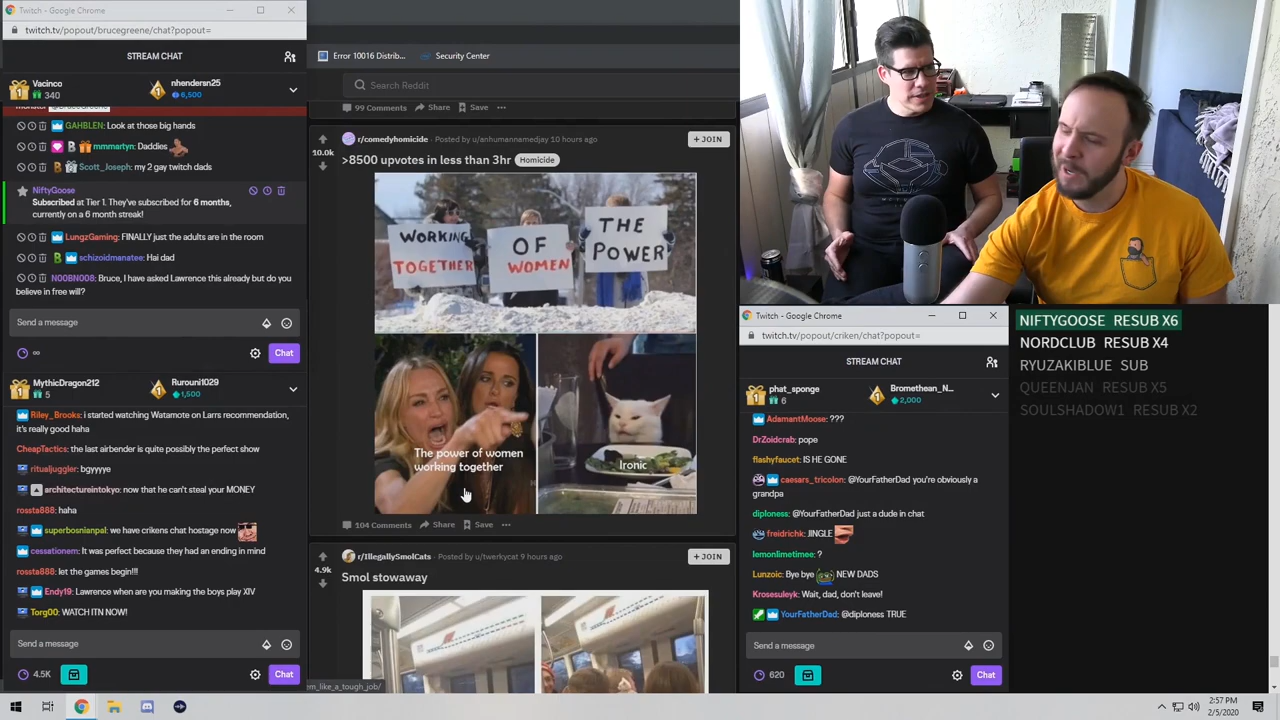 Twitch - Google Chrome
twitch.tv/popout/brucegreene/chat?popout=
STREAM CHAT
Vacinco
340
nhendersn25
6,500
GAHBLEN: Look at those big hands
mmmartyn: Daddies
Scott_Joseph: my 2 gay twitch dads
NiftyGoose
Subscribed at Tier 1. They've subscribed for 6 months,
currently on a 6 month streak!
LungzGaming: FINALLY just the adults are in the room
schizoidmanatee: Hai dad
N00BN008: Bruce, I have asked Lawrence this already but do you
believe in free will?
Send a message
∞
Chat
MythicDragon212
5
Rurouni1029
1,500
Riley_Brooks: i started watching Watamote on Larrs recommendation,
it's really good haha
CheapTactics: the last airbender is quite possibly the perfect show
ritualjuggler: bgyyyye
architectureintokyo: now that he can't steal your MONEY
rossta888: haha
superbosnianpal: we have crikens chat hostage now
cessationern: It was perfect because they had an ending in mind
rossta888: let the games begin!!!
Endy19: Lawrence when are you making the boys play XIV
Torg00: WATCH ITN NOW!
Send a message
4.5K
Chat
Error 10016 Distrib...
Security Center
Search Reddit
99 Comments
Share
Save
r/comedyhomicide
Posted by u/anhumannamedjay 10 hours ago
+ JOIN
10.0k
>8500 upvotes in less than 3hr
Homicide
WORKING
TOGETHER
OF
WOMEN
THE
POWER
The power of women
working together
Ironic
104 Comments
Share
Save
r/IllegallySmolCats
Posted by u/twerkycat 9 hours ago
+ JOIN
4.9k
Smol stowaway
em_like_a_tough_job/
Twitch - Google Chrome
twitch.tv/popout/criken/chat?popout=
STREAM CHAT
phat_sponge
6
Bromethean_N...
2,000
AdamantMoose: ???
DrZoidcrab: pope
flashyfaucet: IS HE GONE
caesars_tricolon: @YourFatherDad you're obviously a
grandpa
diploness: @YourFatherDad just a dude in chat
freidrichk: JINGLE
lemonlimetimee: ?
Lunzoic: Bye bye NEW DADS
Krosesuleyk: Wait, dad, don't leave!
YourFatherDad: @diploness TRUE
Send a message
620
Chat
NIFTYGOOSE RESUB X6
NORDCLUB RESUB X4
RYUZAKIBLUE SUB
QUEENJAN RESUB X5
SOULSHADOW1 RESUB X2
2:57 PM
2/5/2020